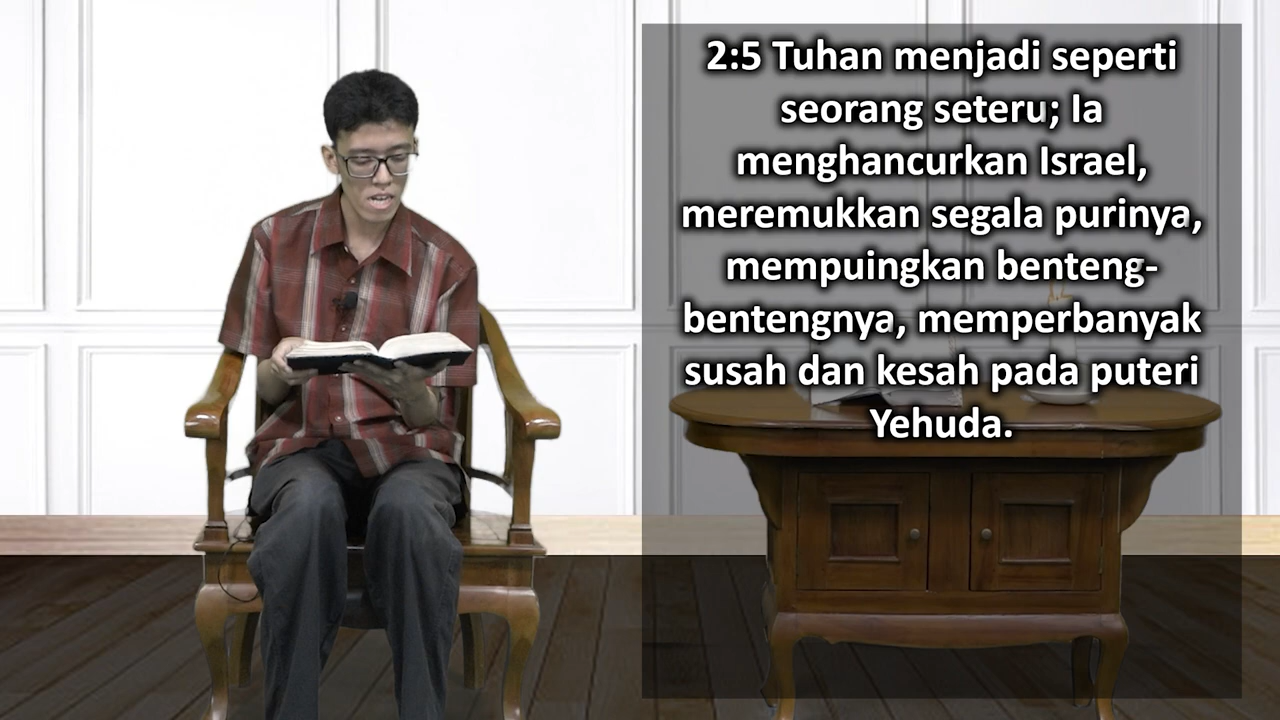 2:5 Tuhan menjadi seperti
seorang seteru; Ia
menghancurkan Israel,
meremukkan segala purinya,
mempuingkan benteng-
bentengnya, memperbanyak
susah dan kesah pada puteri
Yehuda.